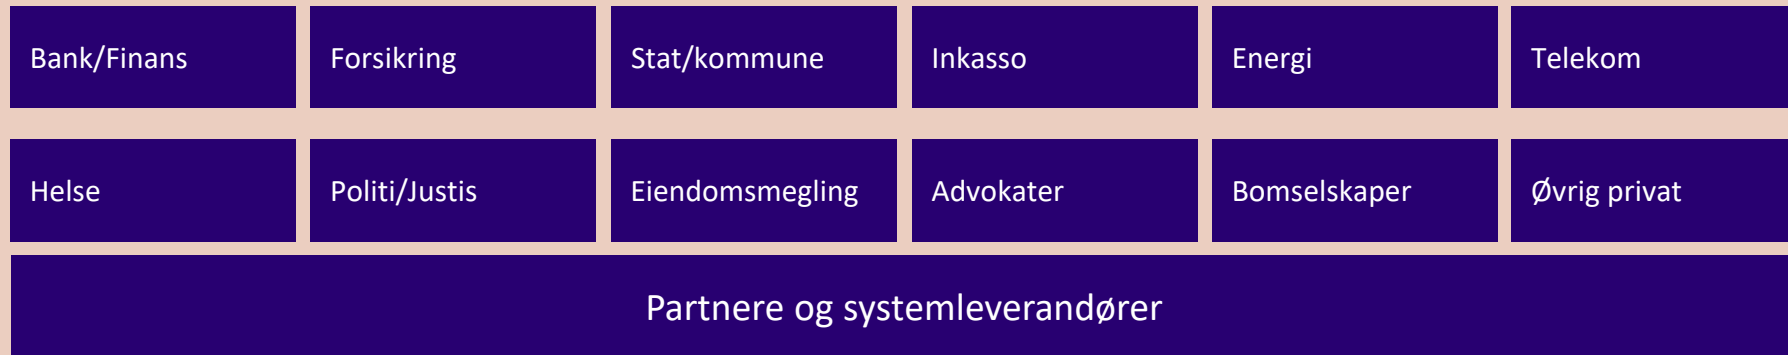 Bank/Finans
Forsikring
Stat/kommune
Inkasso
Energi
Telekom
Helse
Politi/Justis
Eiendomsmegling
Advokater
Bomselskaper
Øvrig privat
Partnere og systemleverandører